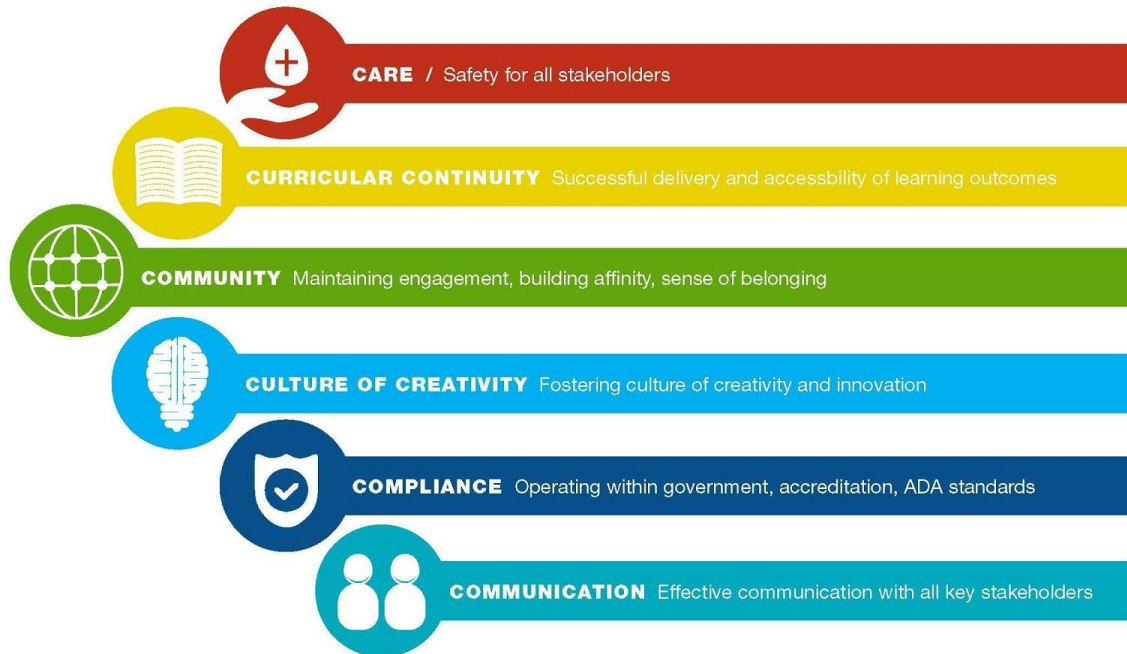 CARE / Safety for all stakeholders
CURRICULAR CONTINUITY Successful delivery and accessbility of learning outcomes
COMMUNITY Maintaining engagement, building affinity, sense of belonging
CULTURE OF CREATIVITY Fostering culture of creativity and innovation
COMPLIANCE Operating within government, accreditation, ADA standards
COMMUNICATION Effective communication with all key stakeholders